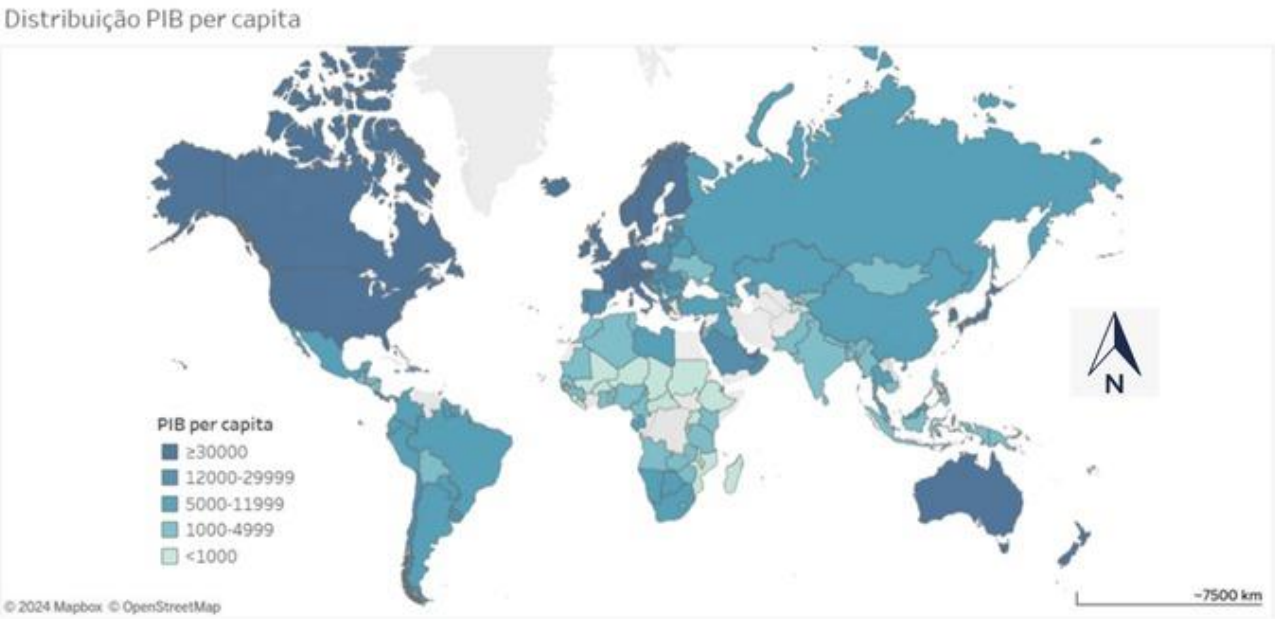 Distribuição PIB per capita
N
PIB per capita
≥30000
12000-29999
5000-11999
1000-4999
<1000
~7500 km
© 2024 Mapbox © OpenStreetMap